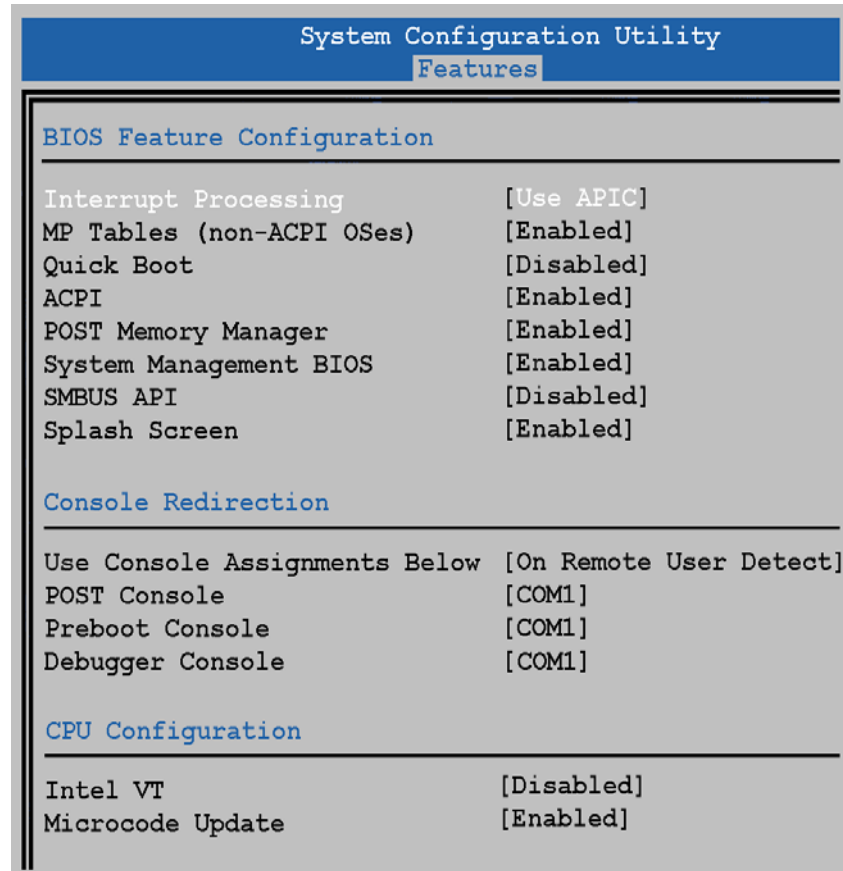 System Configuration Utility
Features
BIOS Feature Configuration
Interrupt Processing [Use APIC]
MP Tables (non-ACPI OSes) [Enabled]
Quick Boot [Disabled]
ACPI [Enabled]
POST Memory Manager [Enabled]
System Management BIOS [Enabled]
SMBUS API [Disabled]
Splash Screen [Enabled]
Console Redirection
Use Console Assignments Below [On Remote User Detect]
POST Console [COM1]
Preboot Console [COM1]
Debugger Console [COM1]
CPU Configuration
Intel VT [Disabled]
Microcode Update [Enabled]